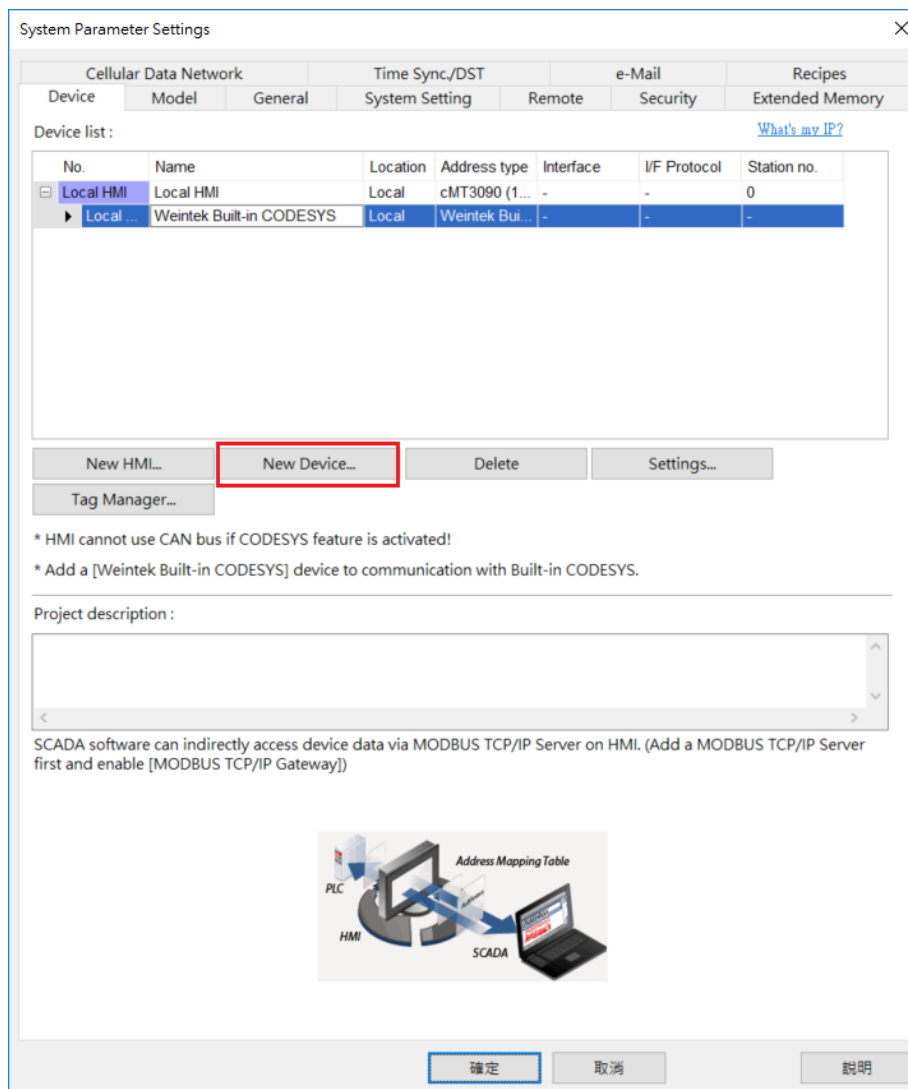 System Parameter Settings
Cellular Data Network Time Sync./DST e-Mail Recipes
Device Model General System Setting Remote Security Extended Memory
Device list :
What's my IP?
No. Name Location Address type Interface I/F Protocol Station no.
Local HMI Local HMI Local cMT3090 (1... - - 0
Local ... Weintek Built-in CODESYS Local Weintek Bui... - - -
New HMI... New Device... Delete Settings...
Tag Manager...
* HMI cannot use CAN bus if CODESYS feature is activated!
* Add a [Weintek Built-in CODESYS] device to communication with Built-in CODESYS.
Project description :
SCADA software can indirectly access device data via MODBUS TCP/IP Server on HMI. (Add a MODBUS TCP/IP Server
first and enable [MODBUS TCP/IP Gateway])
Address Mapping Table
PLC
HMI
SCADA
確定 取消 說明